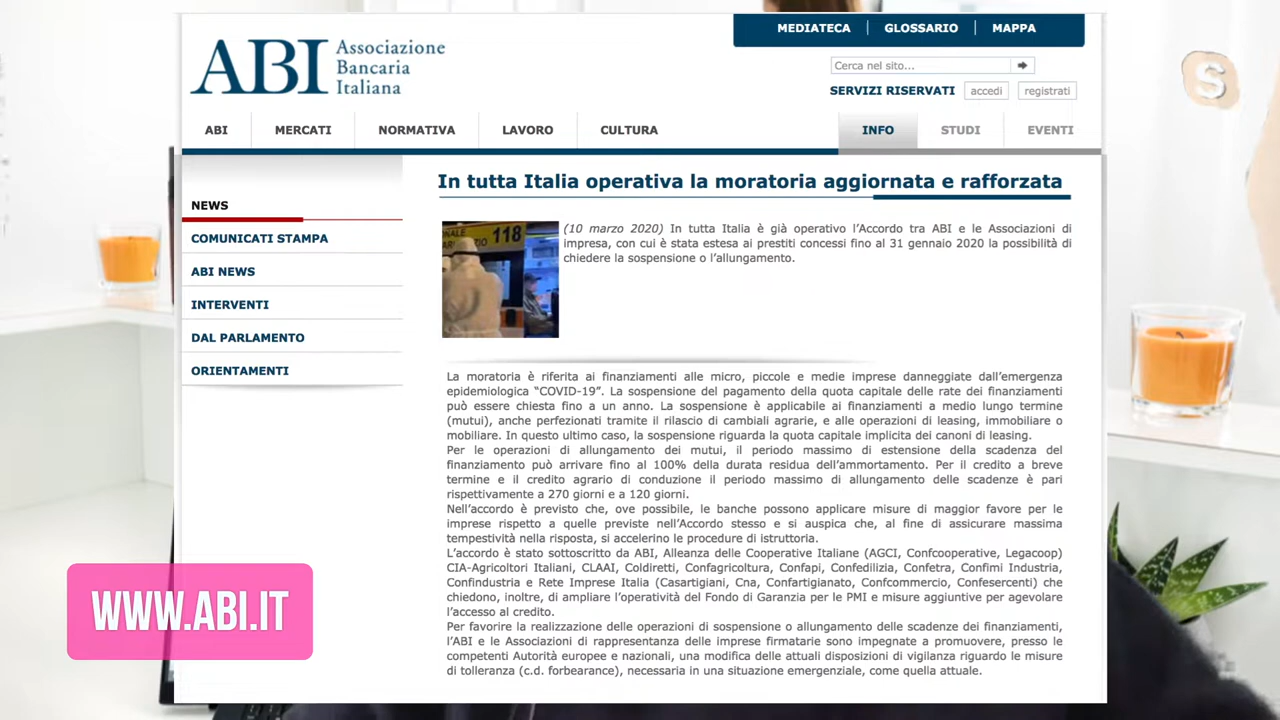 ABI Associazione
Bancaria
Italiana
MEDIATECA GLOSSARIO MAPPA
Cerca nel sito...
SERVIZI RISERVATI accedi registrati
ABI MERCATI NORMATIVA LAVORO CULTURA INFO STUDI EVENTI
NEWS
COMUNICATI STAMPA
ABI NEWS
INTERVENTI
DAL PARLAMENTO
ORIENTAMENTI
In tutta Italia operativa la moratoria aggiornata e rafforzata
118
(10 marzo 2020) In tutta Italia è già operativo l'Accordo tra ABI e le Associazioni di
impresa, con cui è stata estesa ai prestiti concessi fino al 31 gennaio 2020 la possibilità di
chiedere la sospensione o l'allungamento.
La moratoria è riferita ai finanziamenti alle micro, piccole e medie imprese danneggiate dall'emergenza
epidemiologica “COVID-19”. La sospensione del pagamento della quota capitale delle rate dei finanziamenti
può essere chiesta fino a un anno. La sospensione è applicabile ai finanziamenti a medio lungo termine
(mutui), anche perfezionati tramite il rilascio di cambiali agrarie, e alle operazioni di leasing, immobiliare o
mobiliare. In questo ultimo caso, la sospensione riguarda la quota capitale implicita dei canoni di leasing.
Per le operazioni di allungamento dei mutui, il periodo massimo di estensione della scadenza del
finanziamento può arrivare fino al 100% della durata residua dell'ammortamento. Per il credito a breve
termine e il credito agrario di conduzione il periodo massimo di allungamento delle scadenze è pari
rispettivamente a 270 giorni e a 120 giorni.
Nell'accordo è previsto che, ove possibile, le banche possono applicare misure di maggior favore per le
imprese rispetto a quelle previste nell'Accordo stesso e si auspica che, al fine di assicurare massima
tempestività nella risposta, si accelerino le procedure di istruttoria.
L'accordo è stato sottoscritto da ABI, Alleanza delle Cooperative Italiane (AGCI, Confcooperative, Legacoop)
CIA-Agricoltori Italiani, CLAAI, Coldiretti, Confagricoltura, Confapi, Confedilizia, Confetra, Confimi Industria,
Confindustria e Rete Imprese Italia (Casartigiani, Cna, Confartigianato, Confcommercio, Confesercenti) che
chiedono, inoltre, di ampliare l'operatività del Fondo di Garanzia per le PMI e misure aggiuntive per agevolare
l'accesso al credito.
Per favorire la realizzazione delle operazioni di sospensione o allungamento delle scadenze dei finanziamenti,
l'ABI e le Associazioni di rappresentanza delle imprese firmatarie sono impegnate a promuovere, presso le
competenti Autorità europee e nazionali, una modifica delle attuali disposizioni di vigilanza riguardo le misure
di tolleranza (c.d. forbearance), necessaria in una situazione emergenziale, come quella attuale.
WWW.ABI.IT